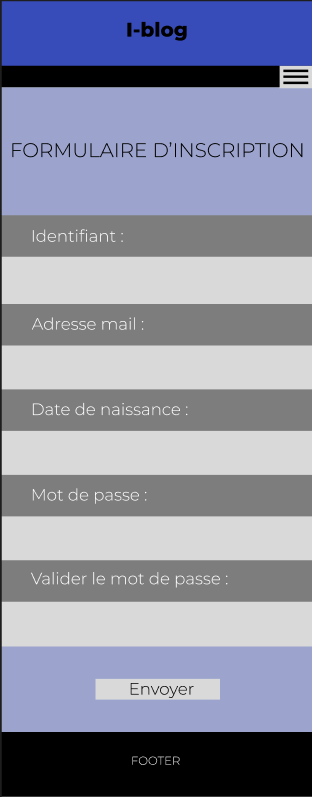 I-blog
FORMULAIRE D'INSCRIPTION
Identifiant :
Adresse mail :
Date de naissance :
Mot de passe :
Valider le mot de passe :
Envoyer
FOOTER